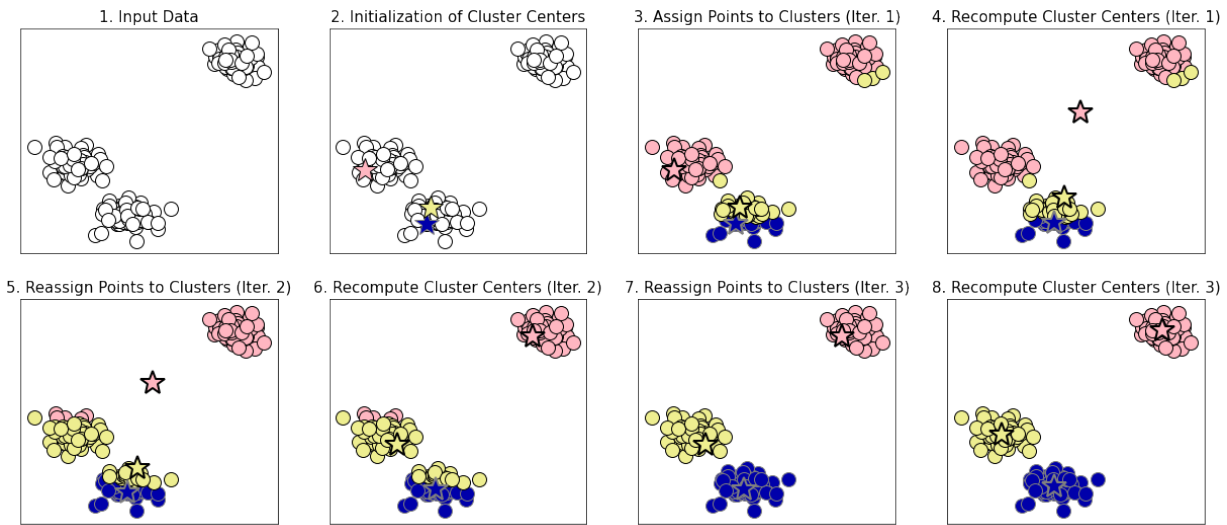 1. Input Data
2. Initialization of Cluster Centers
3. Assign Points to Clusters (Iter. 1)
4. Recompute Cluster Centers (Iter. 1)
5. Reassign Points to Clusters (Iter. 2)
6. Recompute Cluster Centers (Iter. 2)
7. Reassign Points to Clusters (Iter. 3)
8. Recompute Cluster Centers (Iter. 3)